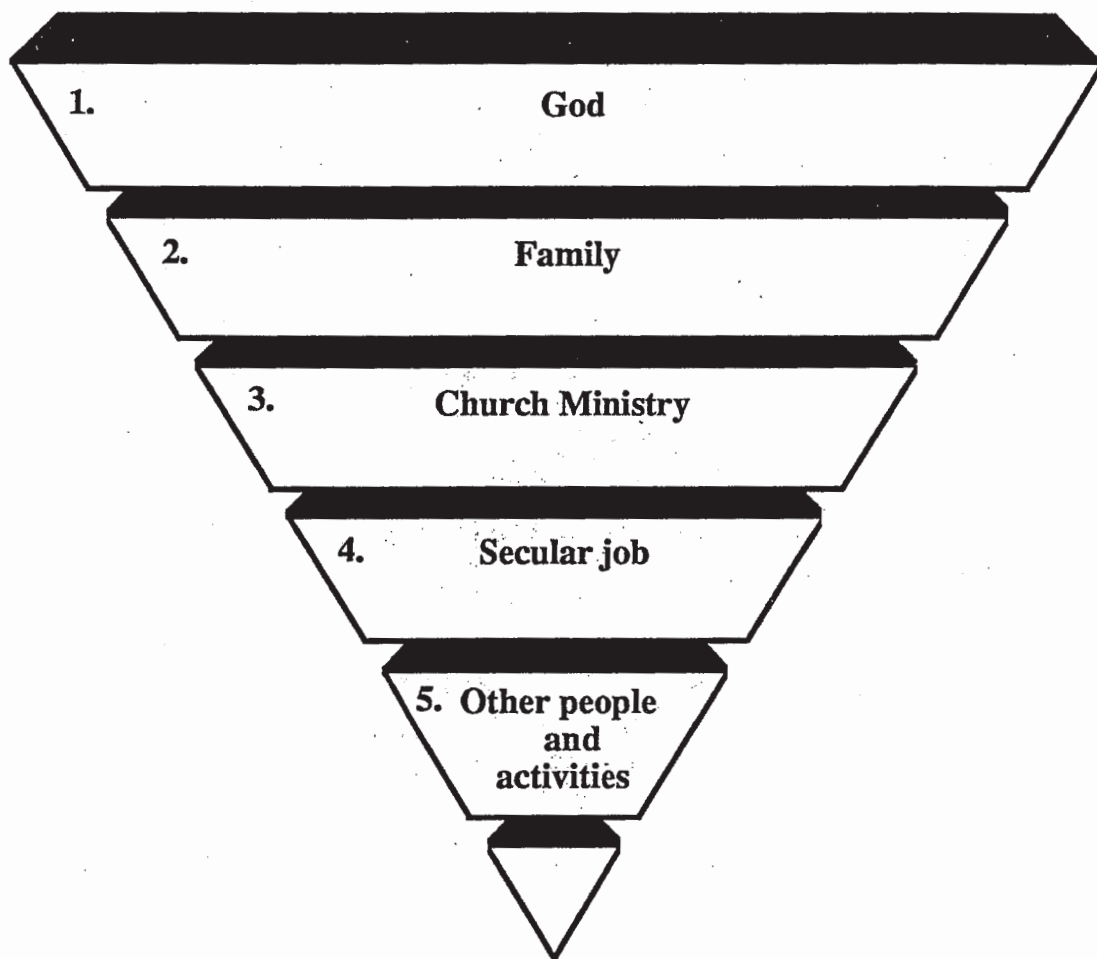 1. God
2. Family
3. Church Ministry
4. Secular job
5. Other people
and
activities